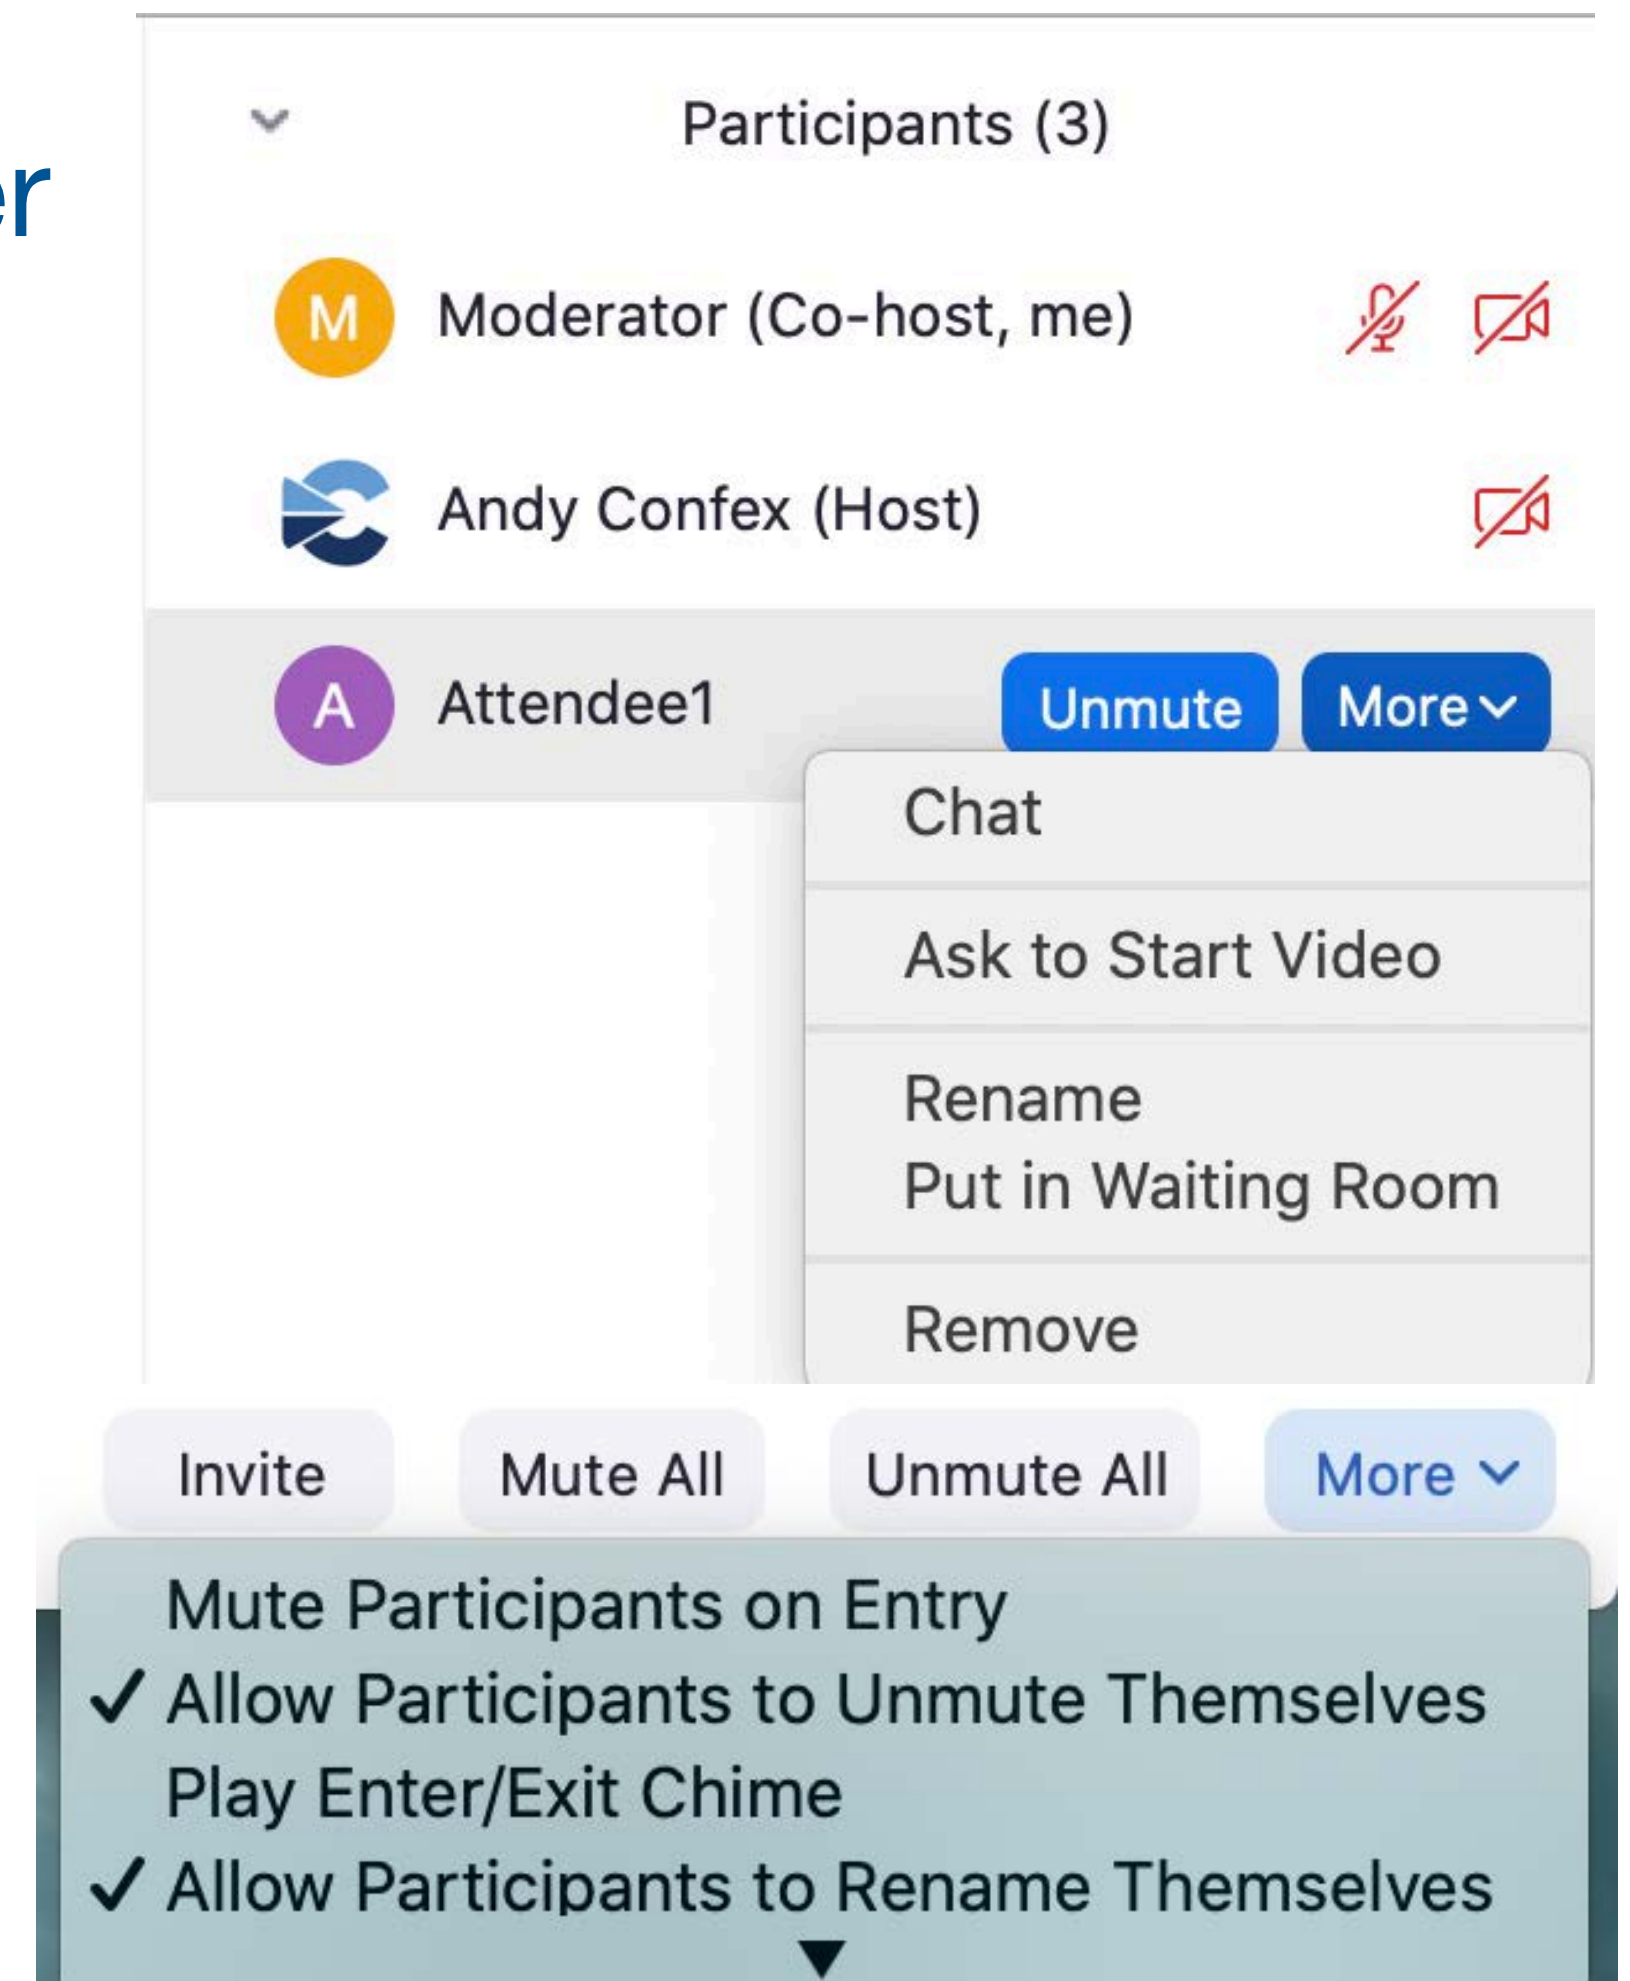 er
Participants (3)
M Moderator (Co-host, me)
Andy Confex (Host)
A Attendee1 Unmute More
Chat
Ask to Start Video
Rename
Put in Waiting Room
Remove
Invite Mute All Unmute All More
Mute Participants on Entry
✓ Allow Participants to Unmute Themselves
Play Enter/Exit Chime
✓ Allow Participants to Rename Themselves